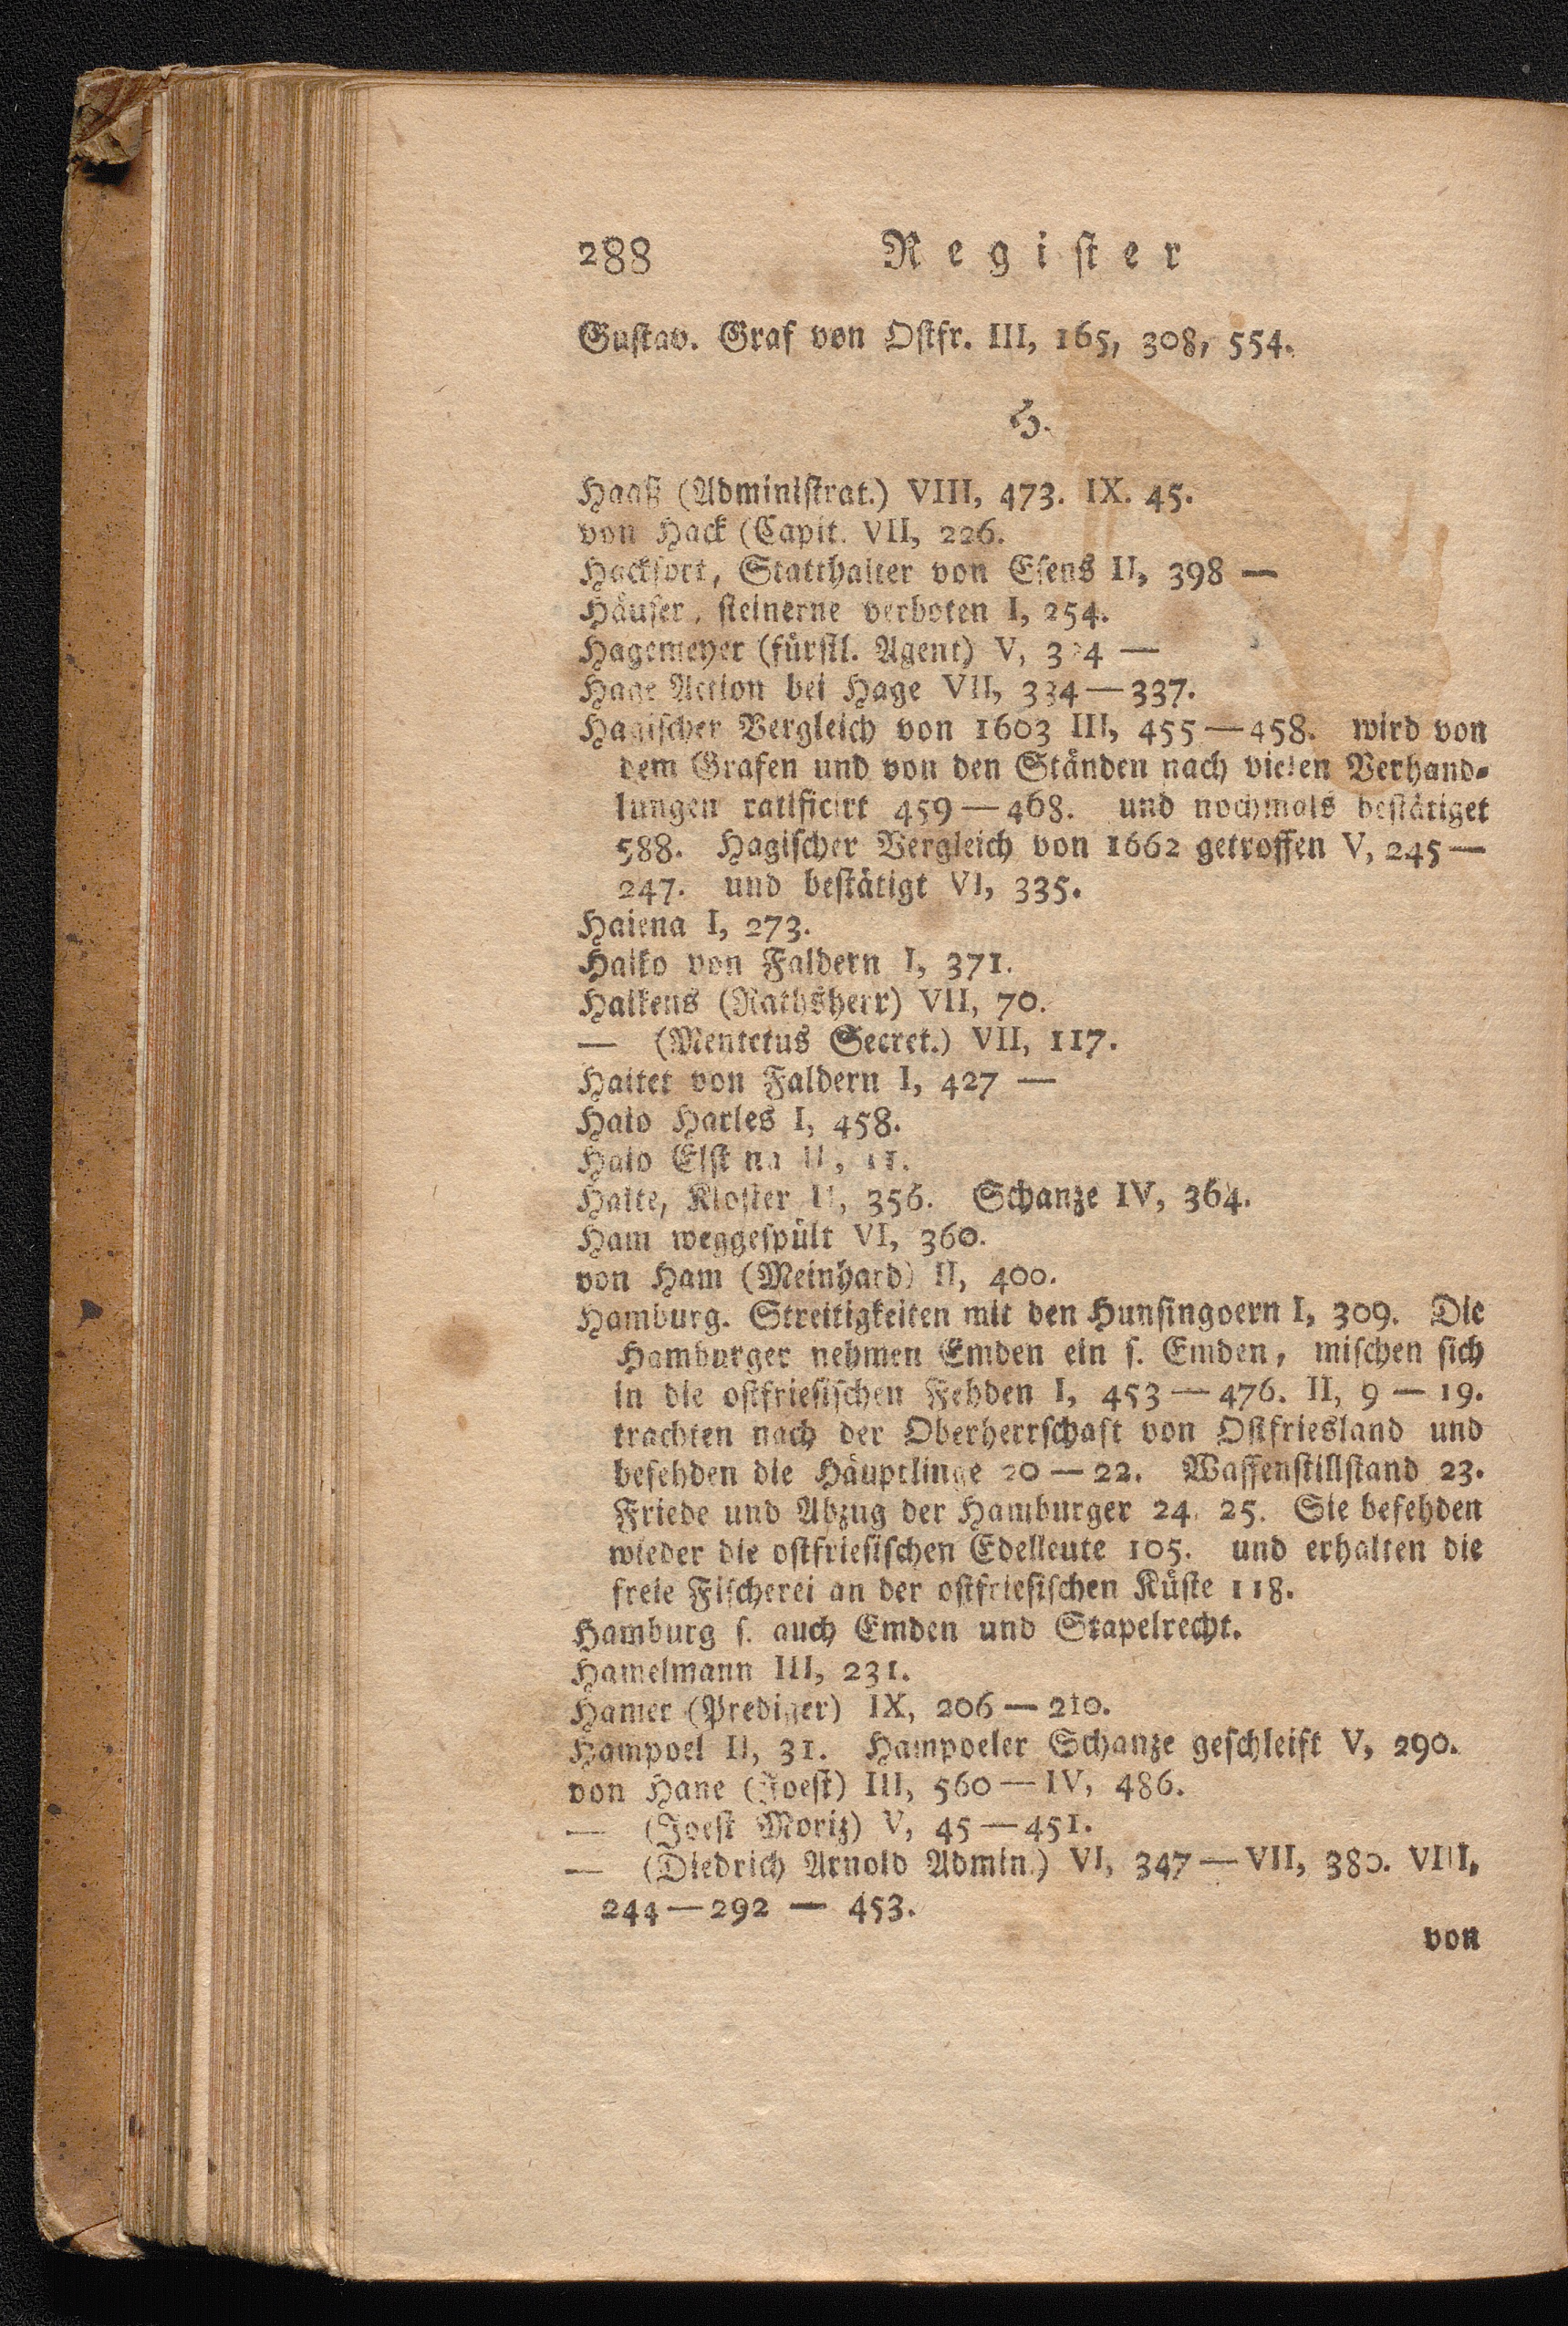 288 Regiſter
Guſtav. Graf von Oſtfr. III, 165, 308, 554.
H.
Haaß (Adminiſtrat.) VIII, 473. IX. 45.
von Hack (Capit. VII, 226.
Hackfort, Statthalter von Eſens II, 398 —
Häuſer, ſteinerne verboten I, 254.
Hagemeyer (fürſtl. Agent) V, —
Hage Action bei Hage VII, 334—337.
Hagiſcher Vergleich von 1603 III, 455—458. wird von
dem Grafen und von den Ständen nach vielen Verhand-
lungen ratificirt 459—468. und nochmals beſtätiget
588. Hagiſcher Vergleich von 1662 getroffen V, 245—
247. und beſtätigt VI, 335.
Haiena I, 273.
Haiko von Faldern I, 371.
Haikens (Rathsherr) VII, 70.
— (Mentetus Secret.) VII, 117.
Haitet von Faldern I, 427 —
Haio Harles I, 458.
Haio II, 11.
Haite, Kloſter II, 356. Schanze IV, 364.
Ham weggeſpült VI, 360.
von Ham (Meinhard) II, 400.
Hamburg. Streitigkeiten mit den Hunſingoern I, 309. Die
Hamburger nehmen Emden ein ſ. Emden, miſchen ſich
in die oſtfrieſiſchen Fehden I, 453—476. II, 9—19.
trachten nach der Oberherrſchaft von Oſtfriesland und
befehden die Häuptlinge 20—22. Waffenſtillſtand 23.
Friede und Abzug der Hamburger 24. 25. Sie befehden
wieder die oſtfrieſiſchen Edelleute 105. und erhalten die
freie Fiſcherei an der oſtfrieſiſchen Küſte 118.
Hamburg ſ. auch Emden und Stapelrecht.
Hamelmann III, 231.
Hamer (Prediger) IX, 206—210.
Hampoel II, 31. Hampoeler Schanze geſchleift V, 290.
von Hane (Joeſt) III, 560—IV, 486.
— (Joeſt Moriz) V, 45—451.
— (Diedrich Arnold Admin.) VI, 347—VII, 380. VIII,
244—292 — 453.
von